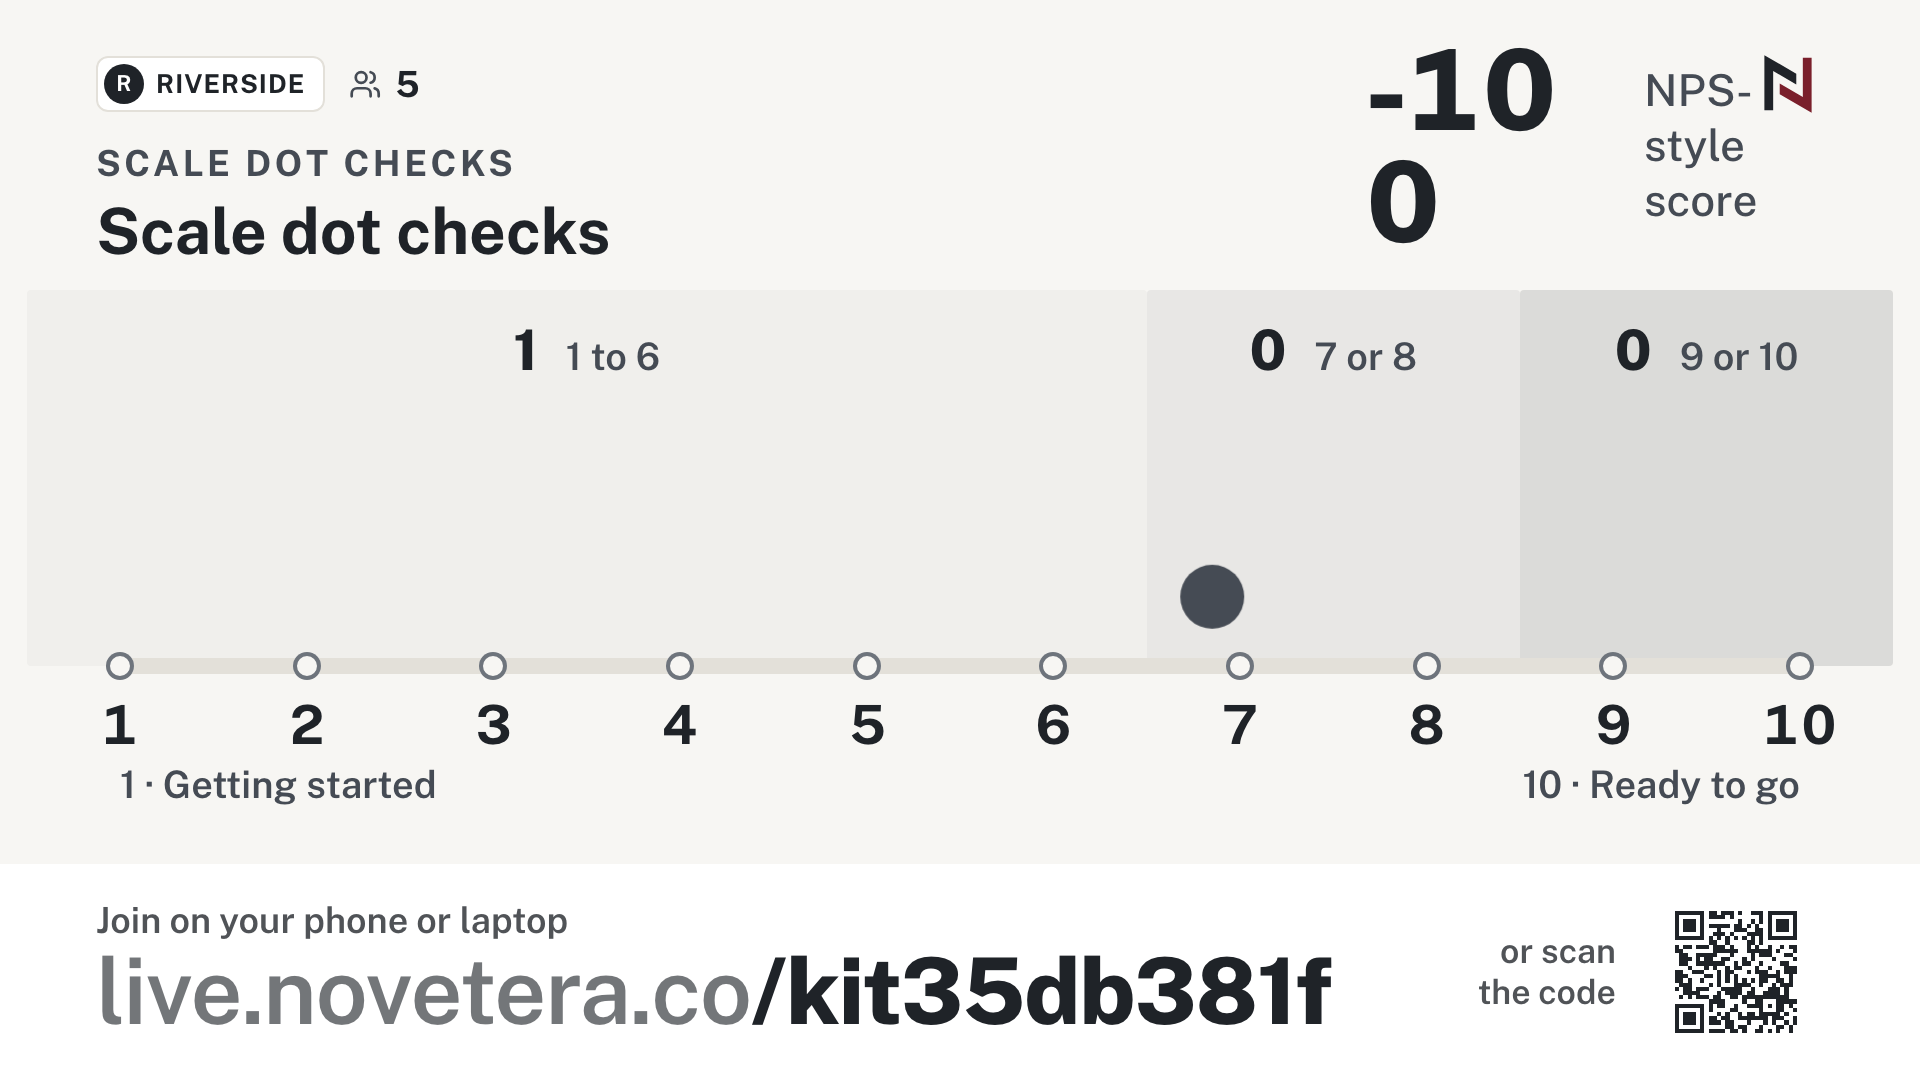 R RIVERSIDE
5
SCALE DOT CHECKS
Scale dot checks
-10
0
NPS-
style
score
1 1 to 6
0 7 or 8
0 9 or 10
1 2 3 4 5 6 7 8 9 10
1 · Getting started
10 · Ready to go
Join on your phone or laptop
live.novetera.co/kit35db381f
or scan
the code